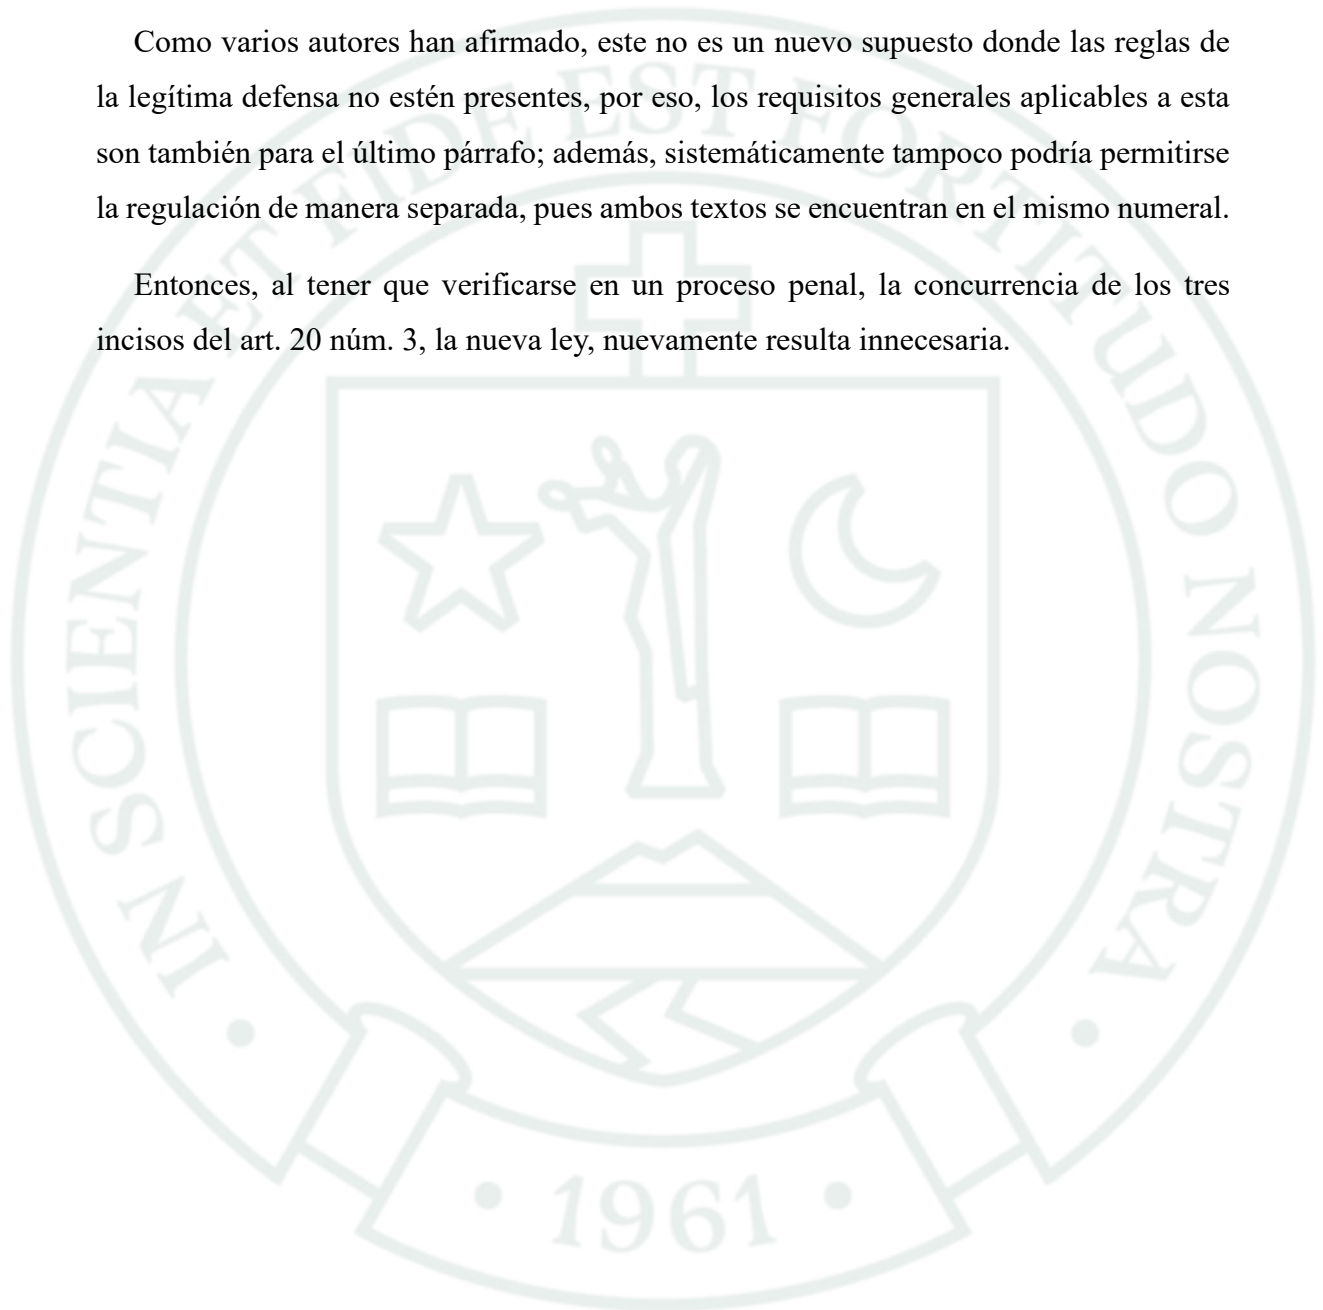 Como varios autores han afirmado, este no es un nuevo supuesto donde las reglas de
la legítima defensa no estén presentes, por eso, los requisitos generales aplicables a esta
son también para el último párrafo; además, sistemáticamente tampoco podría permitirse
la regulación de manera separada, pues ambos textos se encuentran en el mismo numeral.
Entonces, al tener que verificarse en un proceso penal, la concurrencia de los tres
incisos del art. 20 núm. 3, la nueva ley, nuevamente resulta innecesaria.
• IN SCIENTIA ET FIDE EST FORTITUDO NOSTRA •
• 1961 •